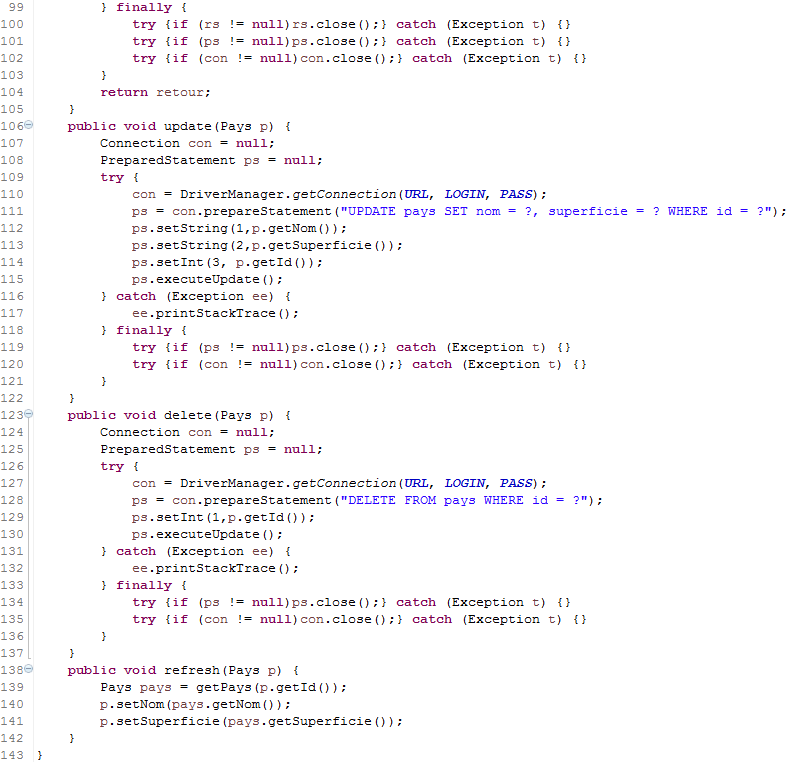 99         } finally {
100             try {if (rs != null)rs.close();} catch (Exception t) {}
101             try {if (ps != null)ps.close();} catch (Exception t) {}
102             try {if (con != null)con.close();} catch (Exception t) {}
103         }
104         return retour;
105     }
106     public void update(Pays p) {
107         Connection con = null;
108         PreparedStatement ps = null;
109         try {
110             con = DriverManager.getConnection(URL, LOGIN, PASS);
111             ps = con.prepareStatement("UPDATE pays SET nom = ?, superficie = ? WHERE id = ?");
112             ps.setString(1,p.getNom());
113             ps.setString(2,p.getSuperficie());
114             ps.setInt(3, p.getId());
115             ps.executeUpdate();
116         } catch (Exception ee) {
117             ee.printStackTrace();
118         } finally {
119             try {if (ps != null)ps.close();} catch (Exception t) {}
120             try {if (con != null)con.close();} catch (Exception t) {}
121         }
122     }
123     public void delete(Pays p) {
124         Connection con = null;
125         PreparedStatement ps = null;
126         try {
127             con = DriverManager.getConnection(URL, LOGIN, PASS);
128             ps = con.prepareStatement("DELETE FROM pays WHERE id = ?");
129             ps.setInt(1,p.getId());
130             ps.executeUpdate();
131         } catch (Exception ee) {
132             ee.printStackTrace();
133         } finally {
134             try {if (ps != null)ps.close();} catch (Exception t) {}
135             try {if (con != null)con.close();} catch (Exception t) {}
136         }
137     }
138     public void refresh(Pays p) {
139         Pays pays = getPays(p.getId());
140         p.setNom(pays.getNom());
141         p.setSuperficie(pays.getSuperficie());
142     }
143 }